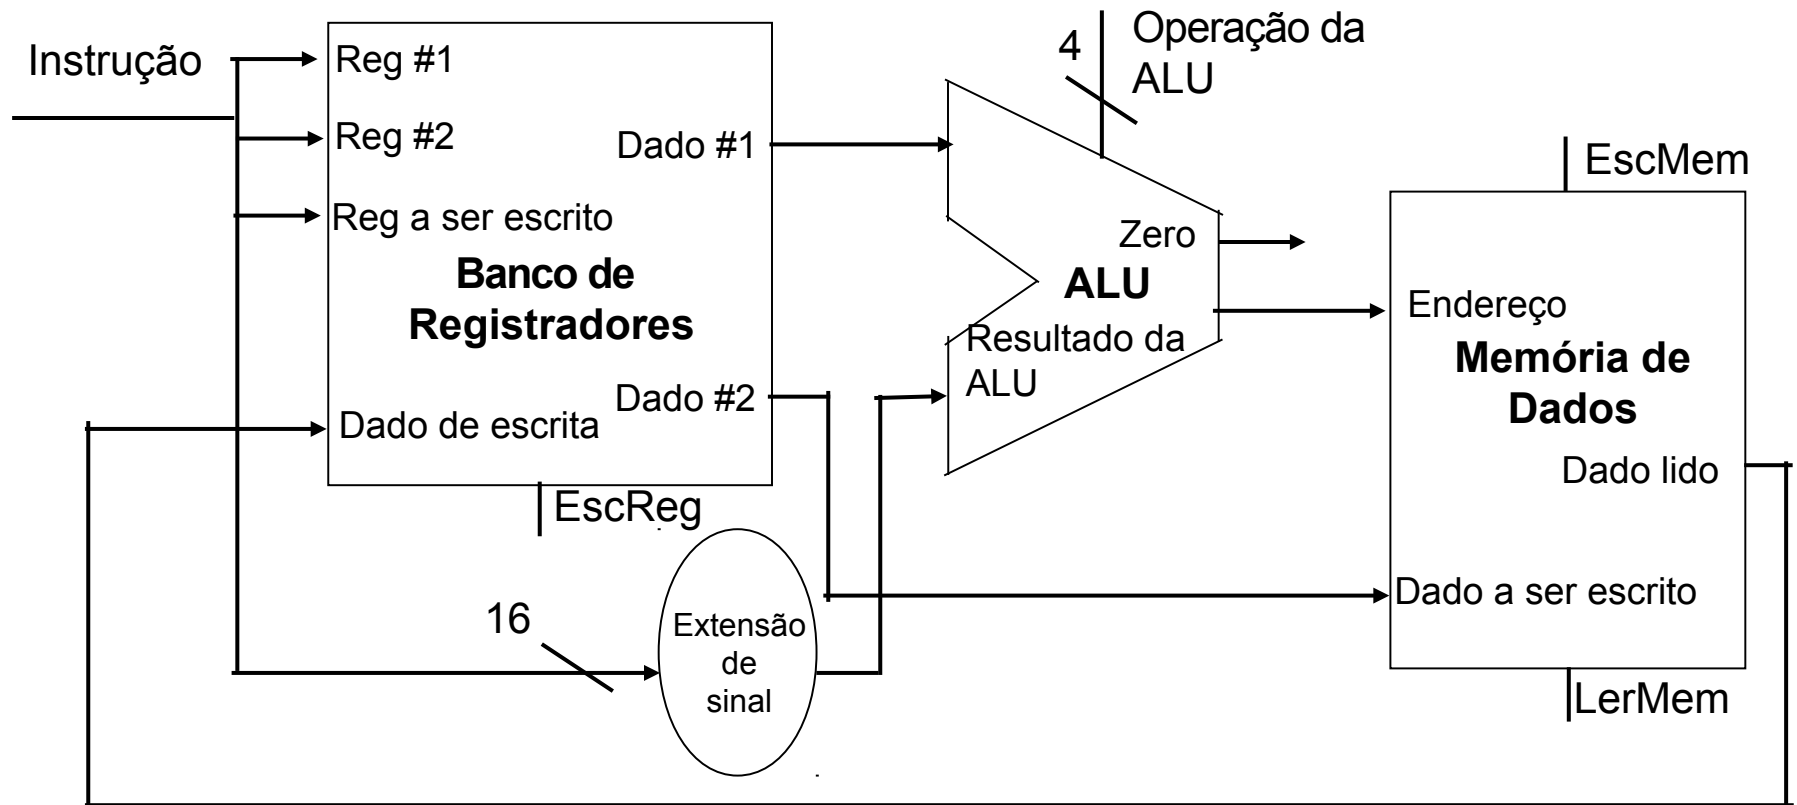 Instrução
Reg #1
Reg #2
Dado #1
Reg a ser escrito
Banco de
Registradores
Dado #2
Dado de escrita
EscReg
16
Extensão
de
sinal
4
Operação da
ALU
Zero
ALU
Resultado da
ALU
EscMem
Endereço
Memória de
Dados
Dado lido
Dado a ser escrito
LerMem